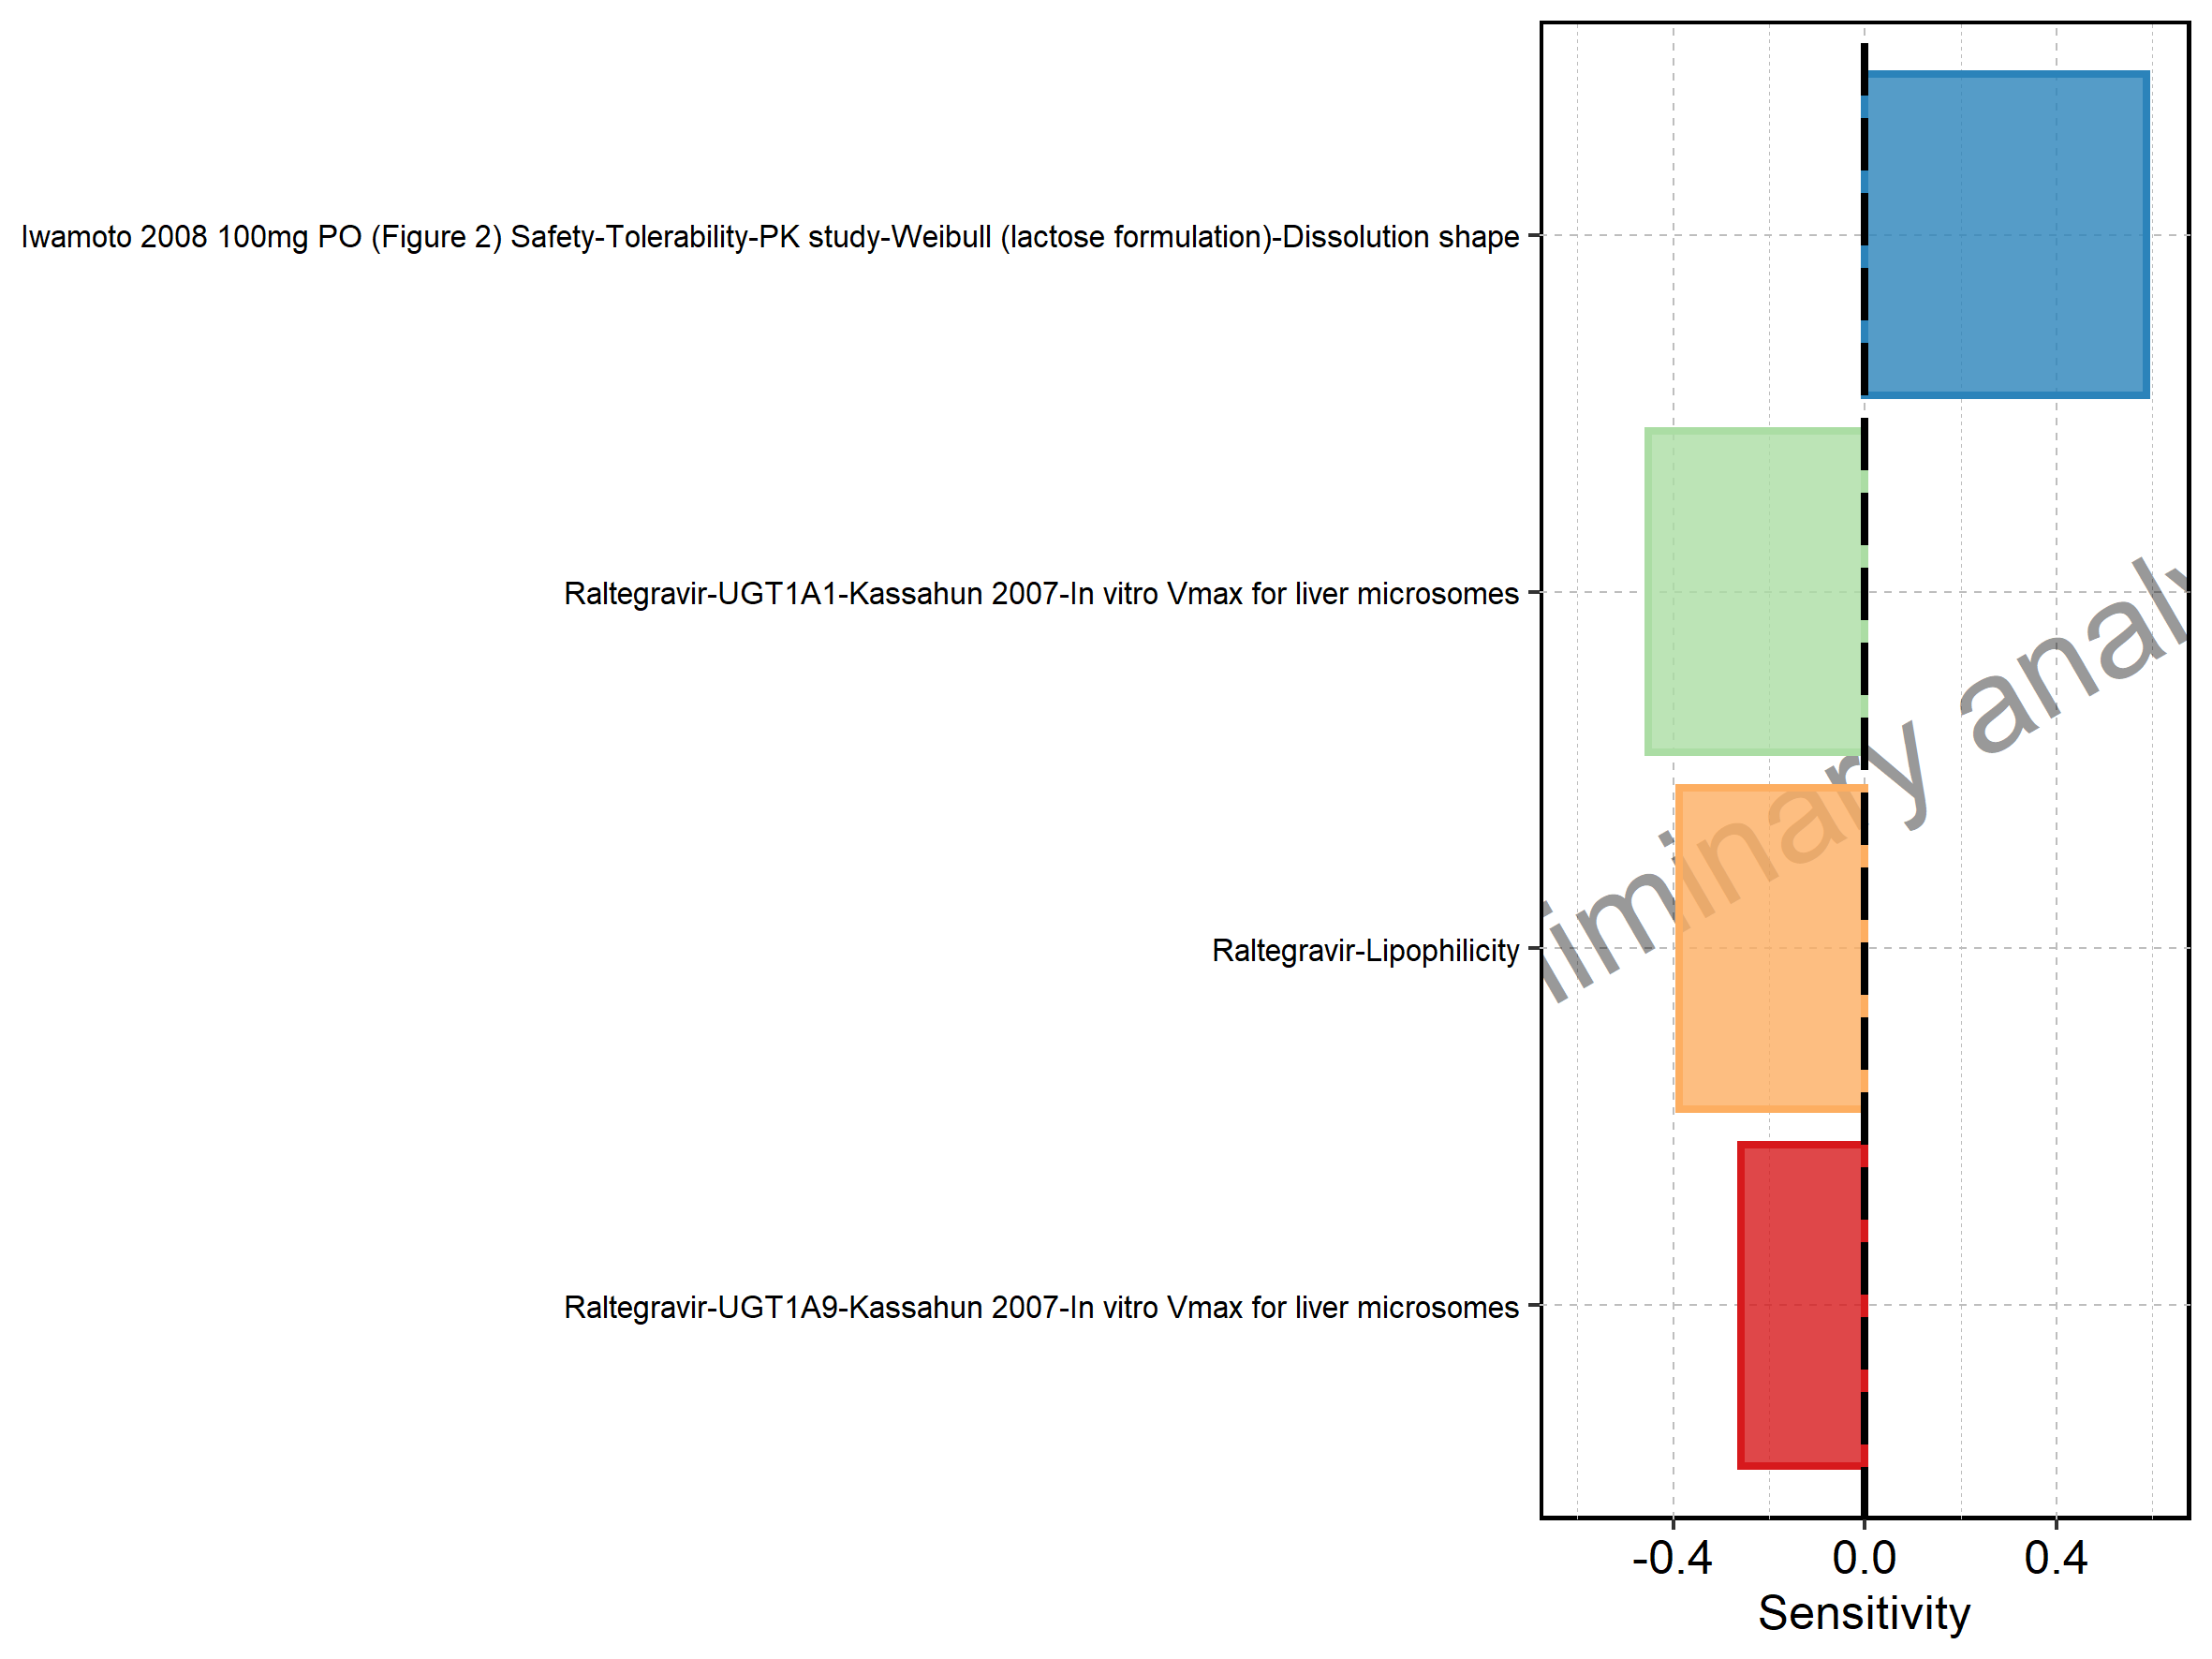 Iwamoto 2008 100mg PO (Figure 2) Safety-Tolerability-PK study-Weibull (lactose formulation)-Dissolution shape
Raltegravir-UGT1A1-Kassahun 2007-In vitro Vmax for liver microsomes
iminary analy
Raltegravir-Lipophilicity
Raltegravir-UGT1A9-Kassahun 2007-In vitro Vmax for liver microsomes
-0.4 0.0 0.4
Sensitivity